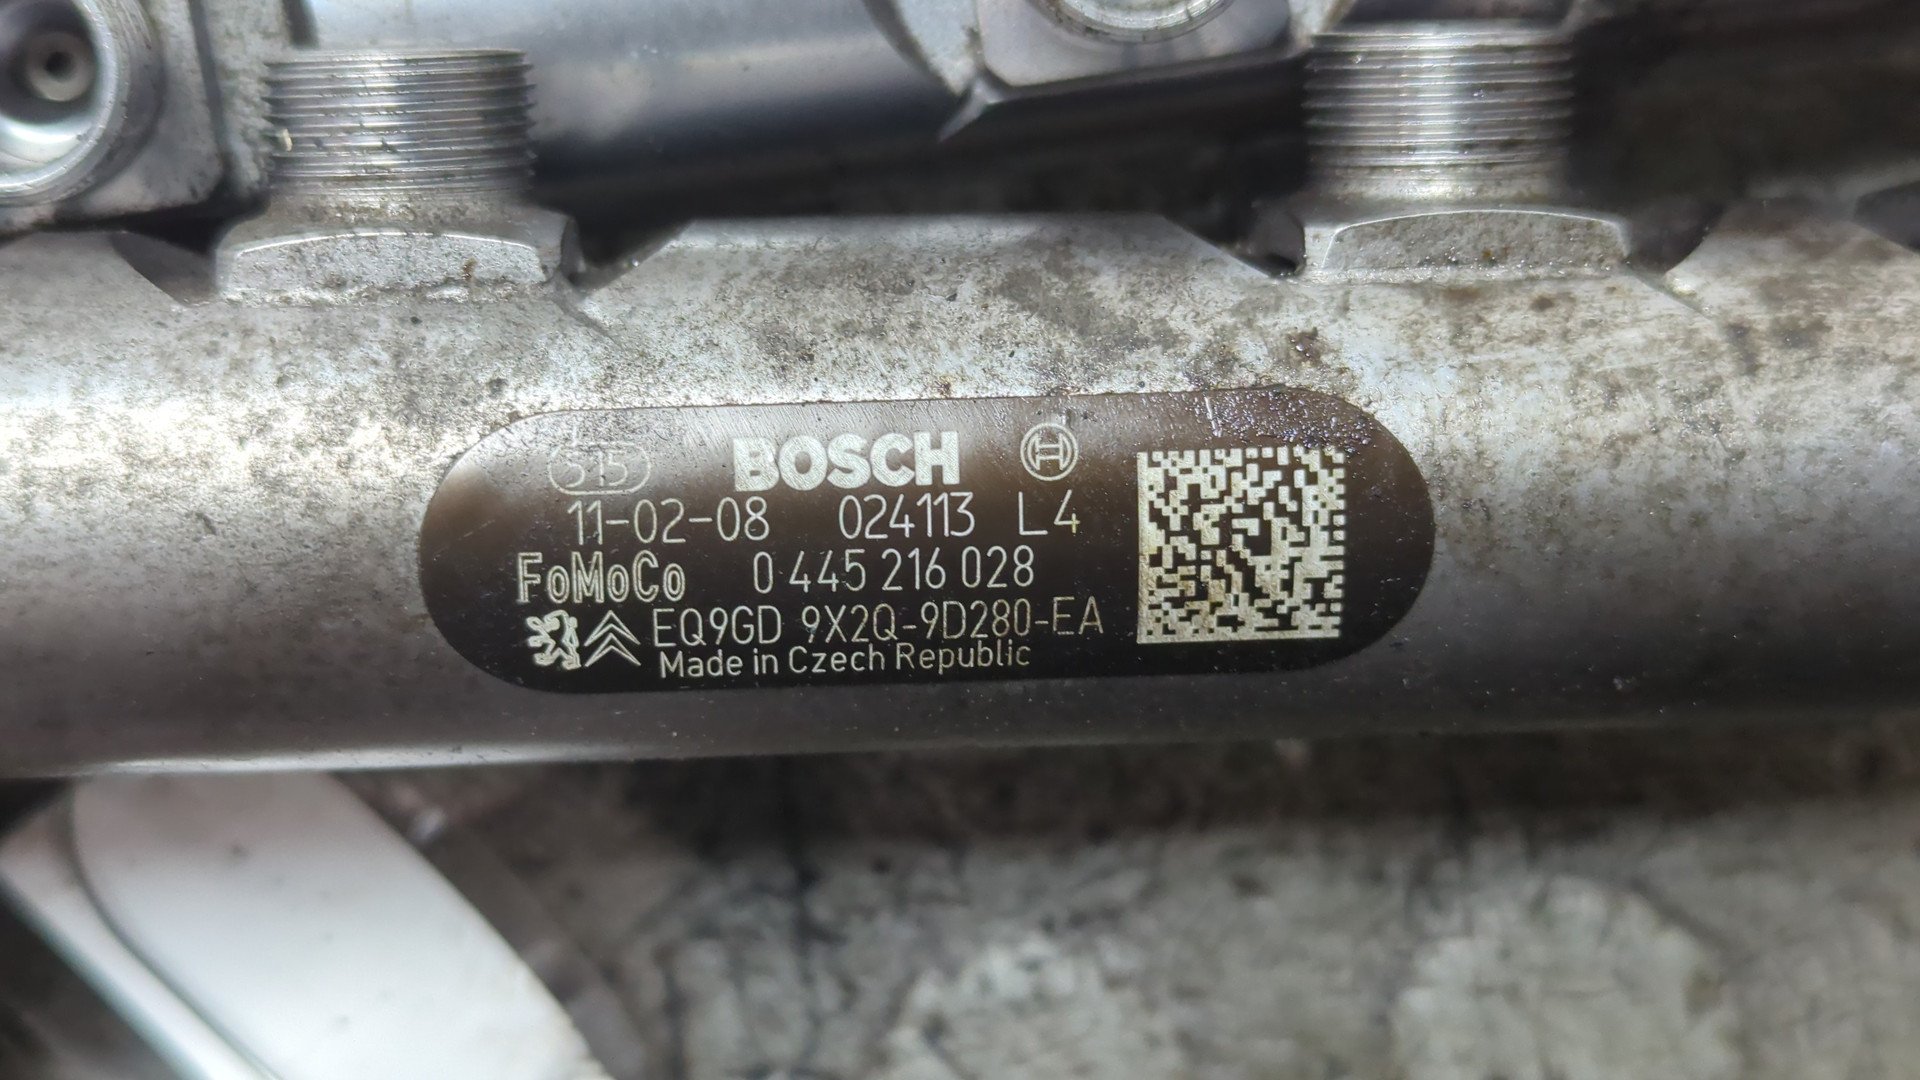 515 BOSCH
11-02-08 024113 L4
FoMoCo 0 445 216 028
EQ9GD 9X2Q-9D280-EA
Made in Czech Republic